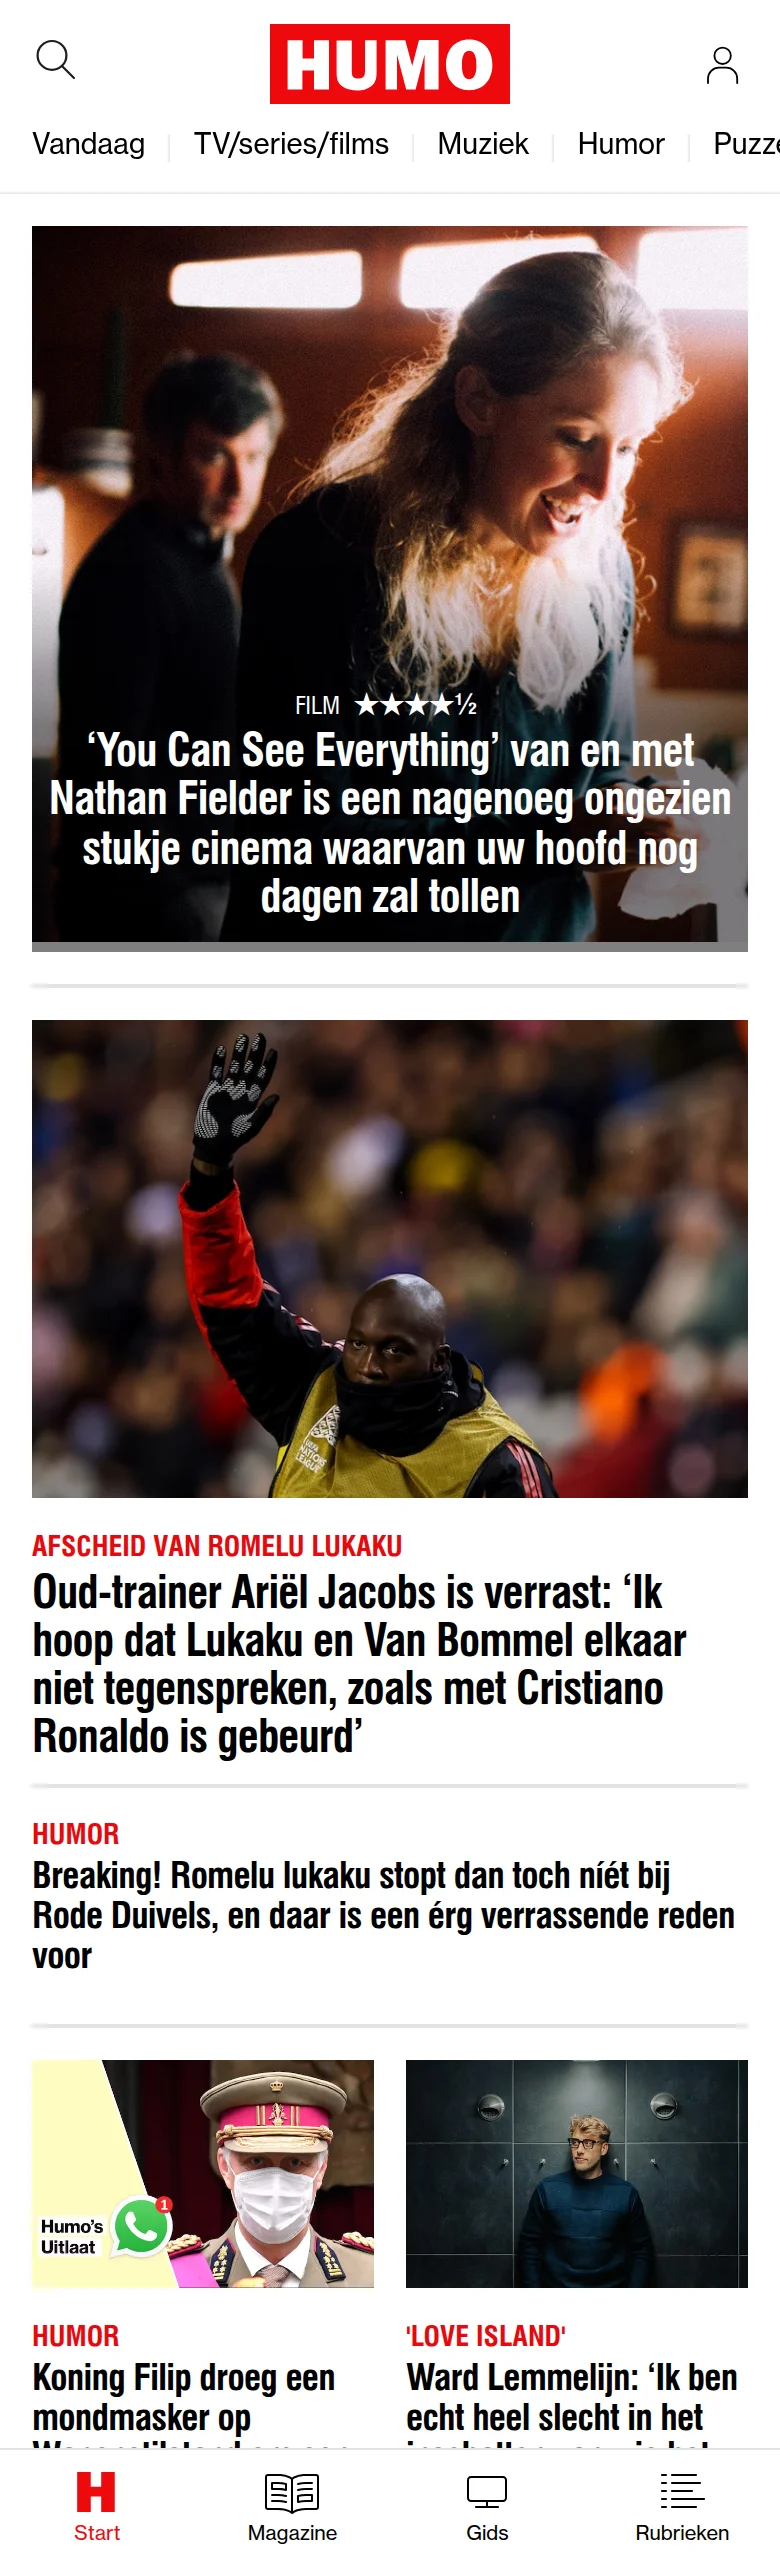 HUMO
Vandaag
TV/series/films
Muziek
Humor
Puzze
FILM ★★★★½
‘You Can See Everything’ van en met
Nathan Fielder is een nagenoeg ongezien
stukje cinema waarvan uw hoofd nog
dagen zal tollen
UEFA
NATIONS
LEAGUE
AFSCHEID VAN ROMELU LUKAKU
Oud-trainer Ariël Jacobs is verrast: ‘Ik
hoop dat Lukaku en Van Bommel elkaar
niet tegenspreken, zoals met Cristiano
Ronaldo is gebeurd’
HUMOR
Breaking! Romelu lukaku stopt dan toch níét bij
Rode Duivels, en daar is een érg verrassende reden
voor
1
Humo’s
Uitlaat
HUMOR
Koning Filip droeg een
mondmasker op
'LOVE ISLAND'
Ward Lemmelijn: ‘Ik ben
echt heel slecht in het
Start
Magazine
Gids
Rubrieken